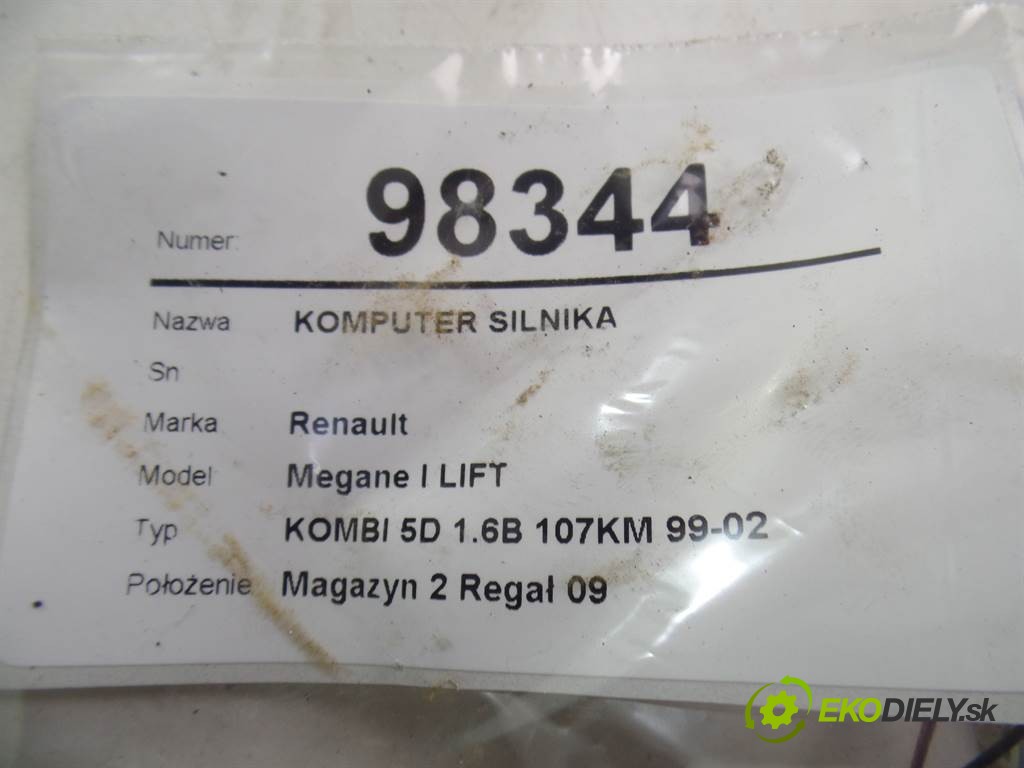 Numer: 98344
Nazwa KOMPUTER SILNIKA
Sn
Marka Renault
Model Megane I LIFT
Typ KOMBI 5D 1.6B 107KM 99-02
Położenie Magazyn 2 Regał 09
EKODIELY.sk